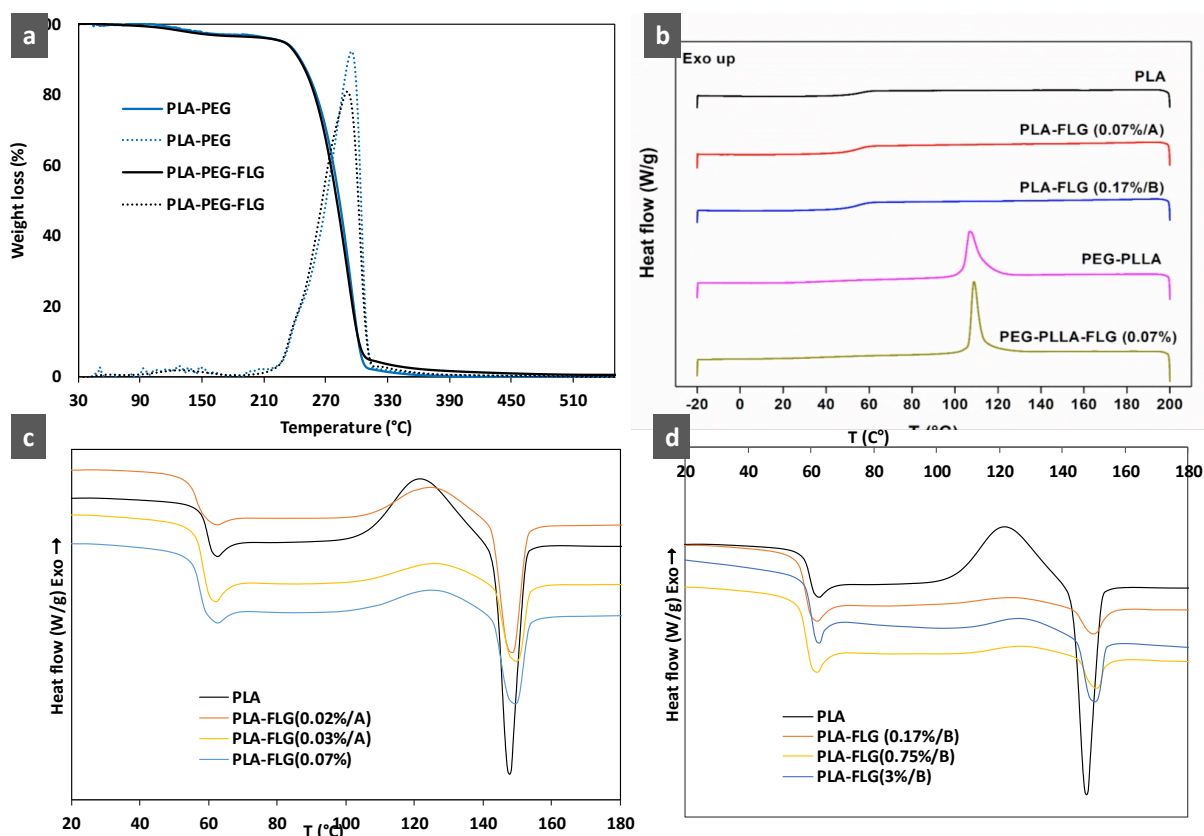 a
100
80
60
40
20
0
Weight loss (%)
PLA-PEG
PLA-PEG
PLA-PEG-FLG
PLA-PEG-FLG
30 90 150 210 270 330 390 450 510
Temperature (°C)
b
Exo up
Heat flow (W/g)
PLA
PLA-FLG (0.07%/A)
PLA-FLG (0.17%/B)
PEG-PLLA
PEG-PLLA-FLG (0.07%)
-20 0 20 40 60 80 100 120 140 160 180 200
c
Heat flow (W/g) Exo →
PLA
PLA-FLG(0.02%/A)
PLA-FLG(0.03%/A)
PLA-FLG(0.07%)
20 40 60 80 100 120 140 160 180
T (°C)
d
T (C°)
20 40 60 80 100 120 140 160 180
Heat flow (W/g) Exo →
PLA
PLA-FLG (0.17%/B)
PLA-FLG(0.75%/B)
PLA-FLG(3%/B)